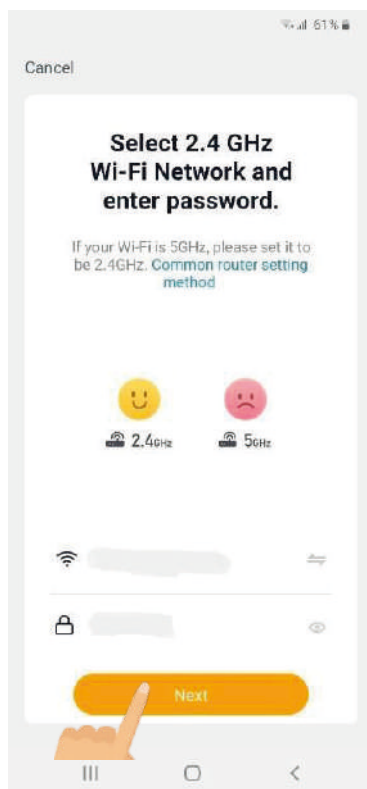 61%
Cancel
Select 2.4 GHz
Wi-Fi Network and
enter password.
If your Wi-Fi is 5GHz, please set it to
be 2.4GHz. Common router setting
method
2.4GHz
5GHz
Next